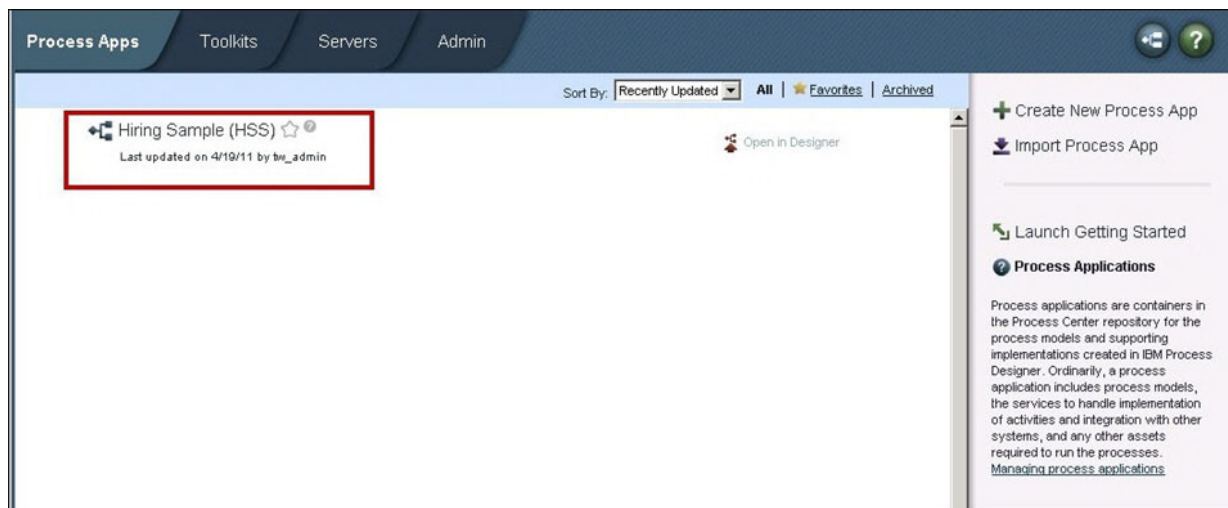 Process Apps Toolkits Servers Admin
Sort By: Recently Updated All | Favorites | Archived
Hiring Sample (HSS)
Last updated on 4/19/11 by tw_admin
Open in Designer
Create New Process App
Import Process App
Launch Getting Started
Process Applications
Process applications are containers in
the Process Center repository for the
process models and supporting
implementations created in IBM Process
Designer. Ordinarily, a process
application includes process models,
the services to handle implementation
of activities and integration with other
systems, and any other assets
required to run the processes.
Managing process applications